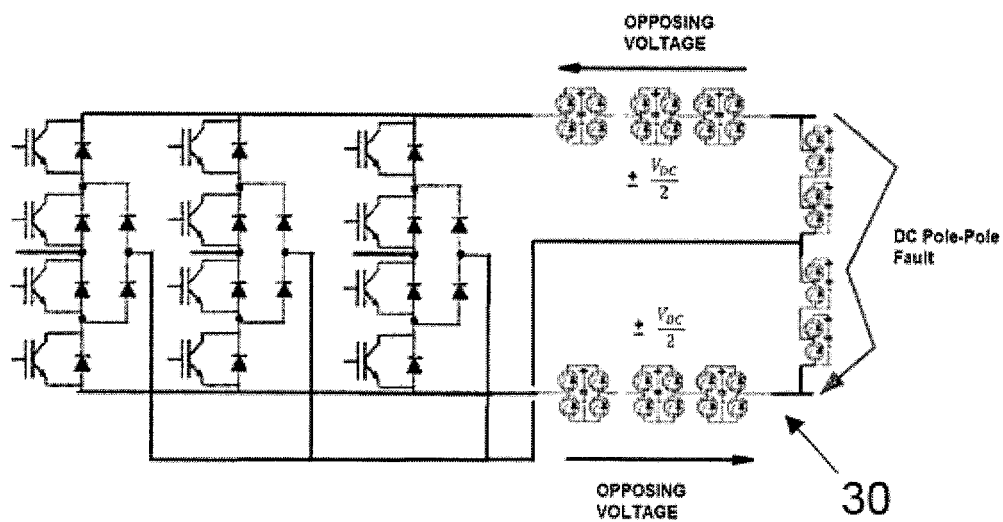 OPPOSING
VOLTAGE
± V_DC/2
DC Pole-Pole
Fault
± V_DC/2
30
OPPOSING
VOLTAGE